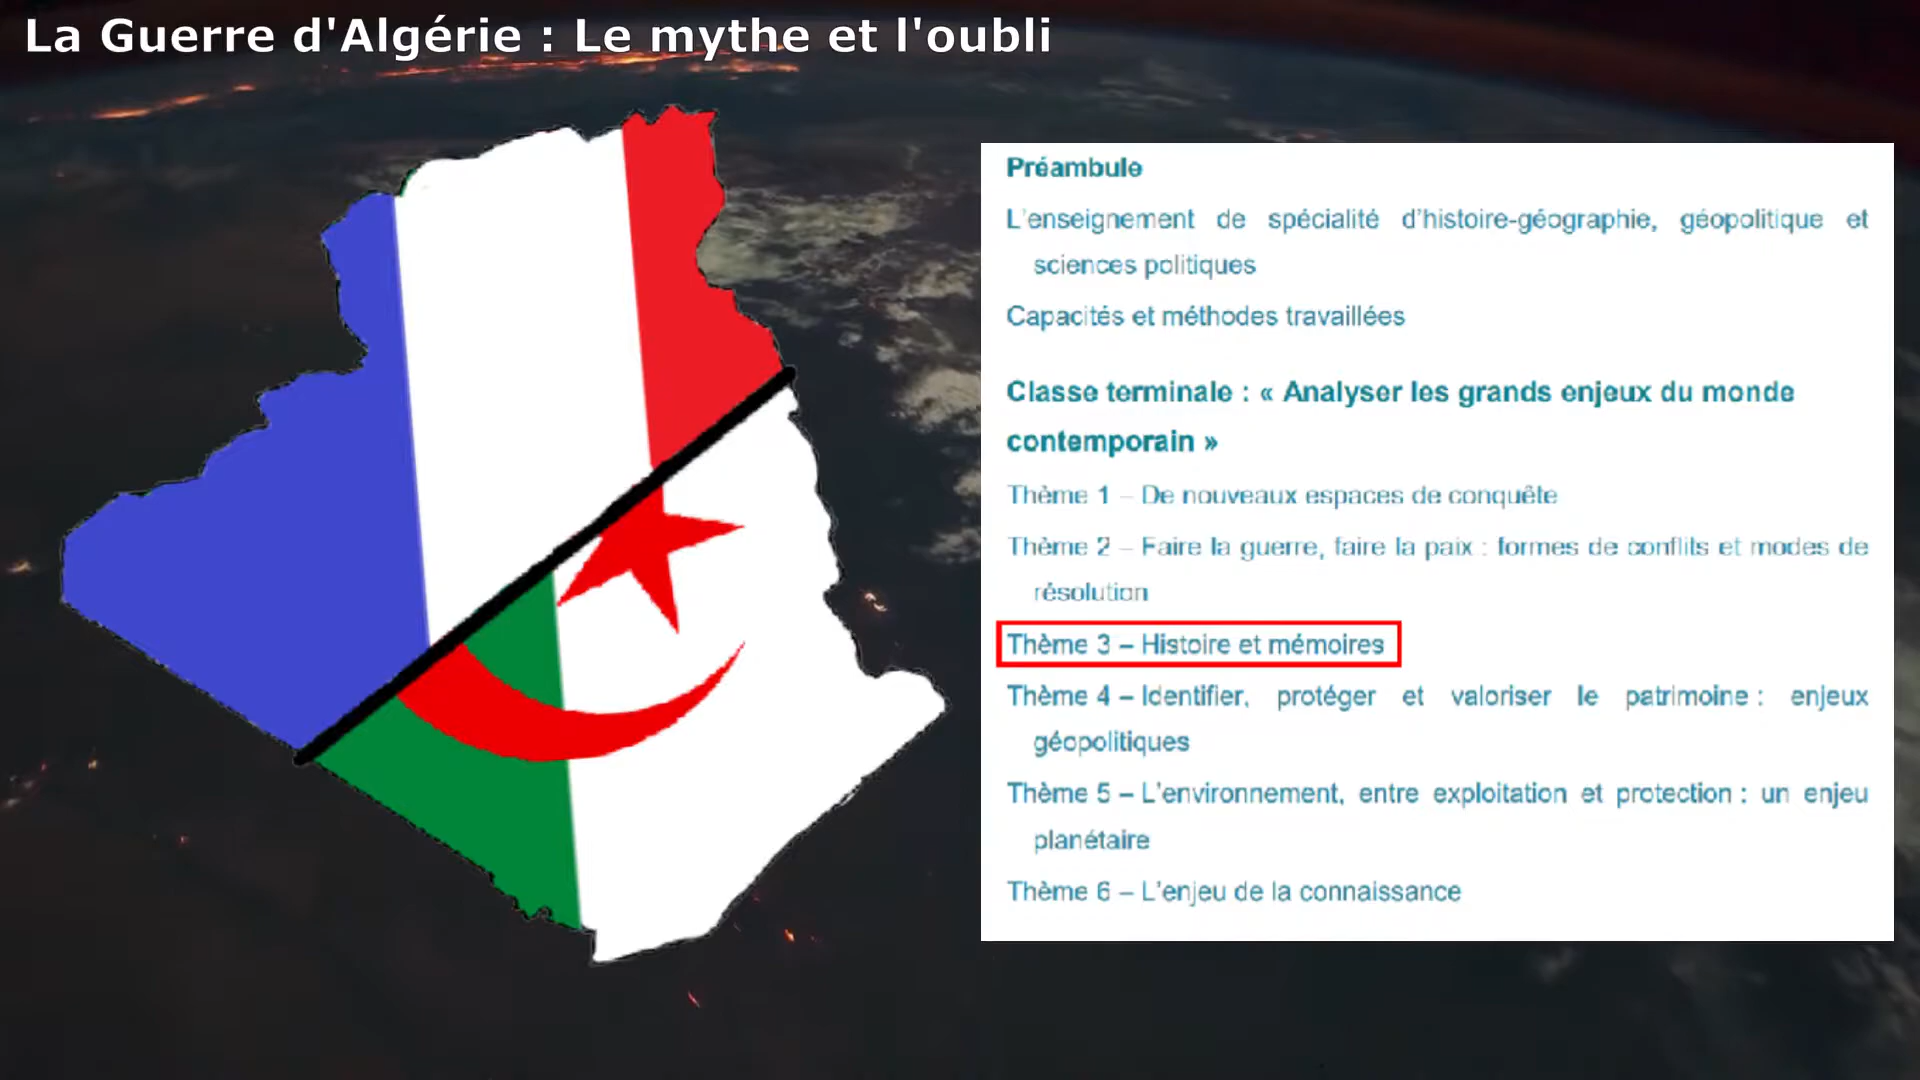 La Guerre d'Algérie : Le mythe et l'oubli
Préambule
L'enseignement de spécialité d'histoire-géographie, géopolitique et
sciences politiques
Capacités et méthodes travaillées
Classe terminale : « Analyser les grands enjeux du monde
contemporain »
Thème 1 – De nouveaux espaces de conquête
Thème 2 – Faire la guerre, faire la paix : formes de conflits et modes de
résolution
Thème 3 – Histoire et mémoires
Thème 4 – Identifier, protéger et valoriser le patrimoine : enjeux
géopolitiques
Thème 5 – L'environnement, entre exploitation et protection : un enjeu
planétaire
Thème 6 – L'enjeu de la connaissance